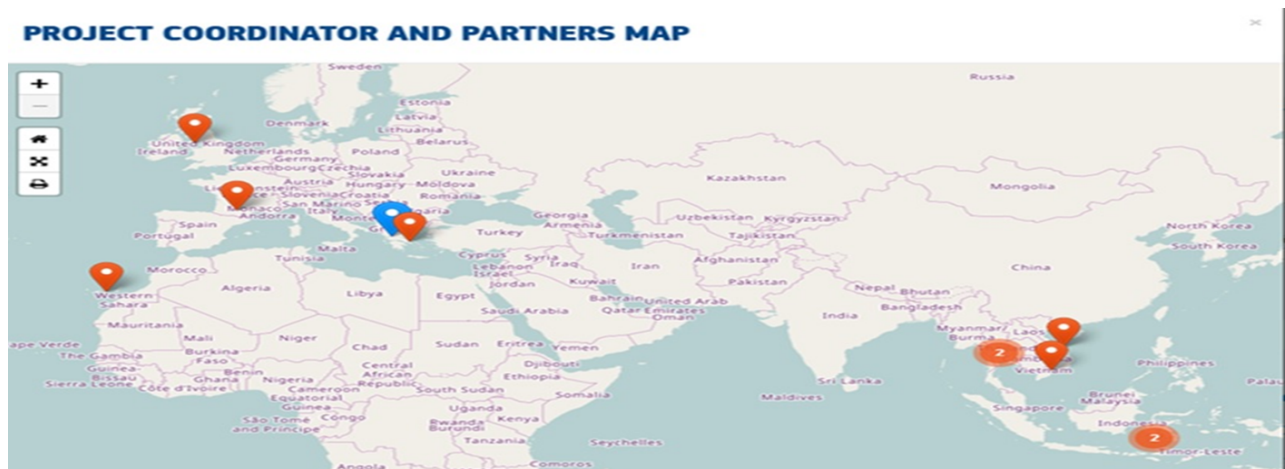 PROJECT COORDINATOR AND PARTNERS MAP
Sweden
Russia
Estonia
Latvia
Denmark
Lithuania
United Kingdom
Belarus
Ireland
Netherlands
Poland
Germany
Luxembourg
Czechia
Slovakia
Ukraine
Kazakhstan
Austria
Hungary
Moldova
Mongolia
Slovenia
Croatia
Romania
San Marino
Andorra
Italy
Spain
Georgia
Uzbekistan
Kyrgyzstan
North Korea
Portugal
Turkey
Armenia
Turkmenistan
Tajikistan
South Korea
Malta
Tunisia
Cyprus
Syria
Afghanistan
Morocco
Lebanon
Iraq
Iran
China
Israel
Western
Sahara
Algeria
Libya
Egypt
Jordan
Kuwait
Pakistan
Nepal
Bhutan
Bahrain
United Arab
Emirates
Qatar
Bangladesh
Saudi Arabia
Oman
India
Mauritania
Myanmar/
Burma
Laos
Mali
Niger
Chad
Sudan
Eritrea
Yemen
ape Verde
The Gambia
Burkina
Faso
2
Guinea-
Bissau
Benin
Central
African
Republic
Djibouti
Vietnam
Philippines
Sierra Leone
Côte d'Ivoire
Ghana
Nigeria
Cameroon
South Sudan
Ethiopia
Somalia
Sri Lanka
Maldives
Palau
Equatorial
Guinea
Brunei
Malaysia
São Tomé
and Príncipe
Congo
Uganda
Kenya
Singapore
Rwanda
Burundi
Indonesia
Tanzania
Seychelles
2
Timor-Leste
Angola
Comoros